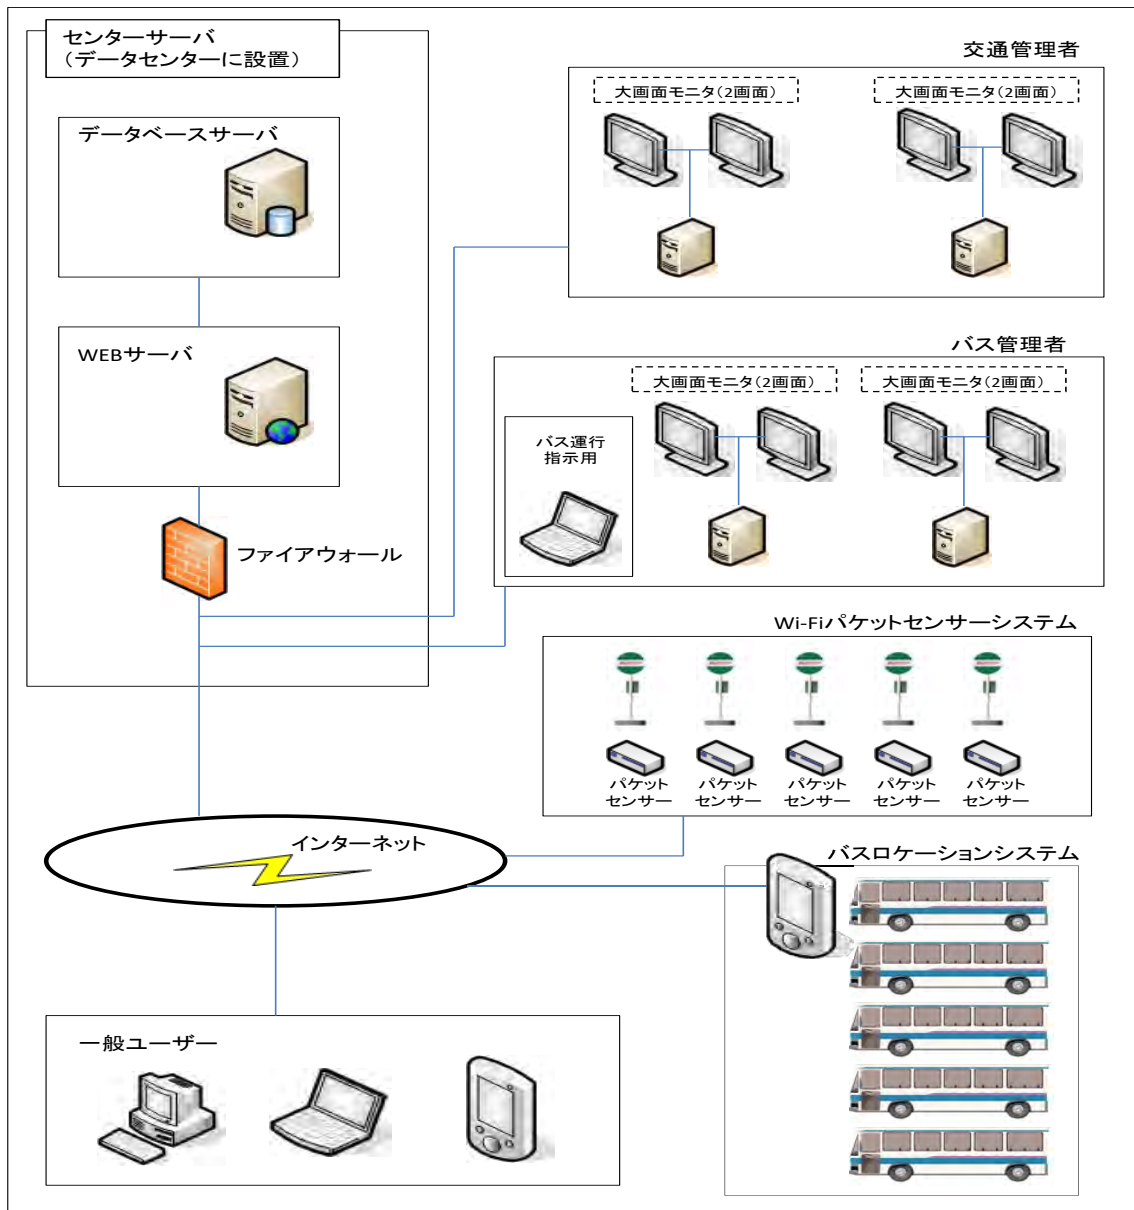 センターサーバ
（データセンターに設置）
データベースサーバ
WEBサーバ
ファイアウォール
交通管理者
大画面モニタ(2画面)
大画面モニタ(2画面)
バス管理者
大画面モニタ(2画面)
大画面モニタ(2画面)
バス運行
指示用
Wi-Fiパケットセンサーシステム
パケット
センサー
パケット
センサー
パケット
センサー
パケット
センサー
パケット
センサー
インターネット
バスロケーションシステム
一般ユーザー